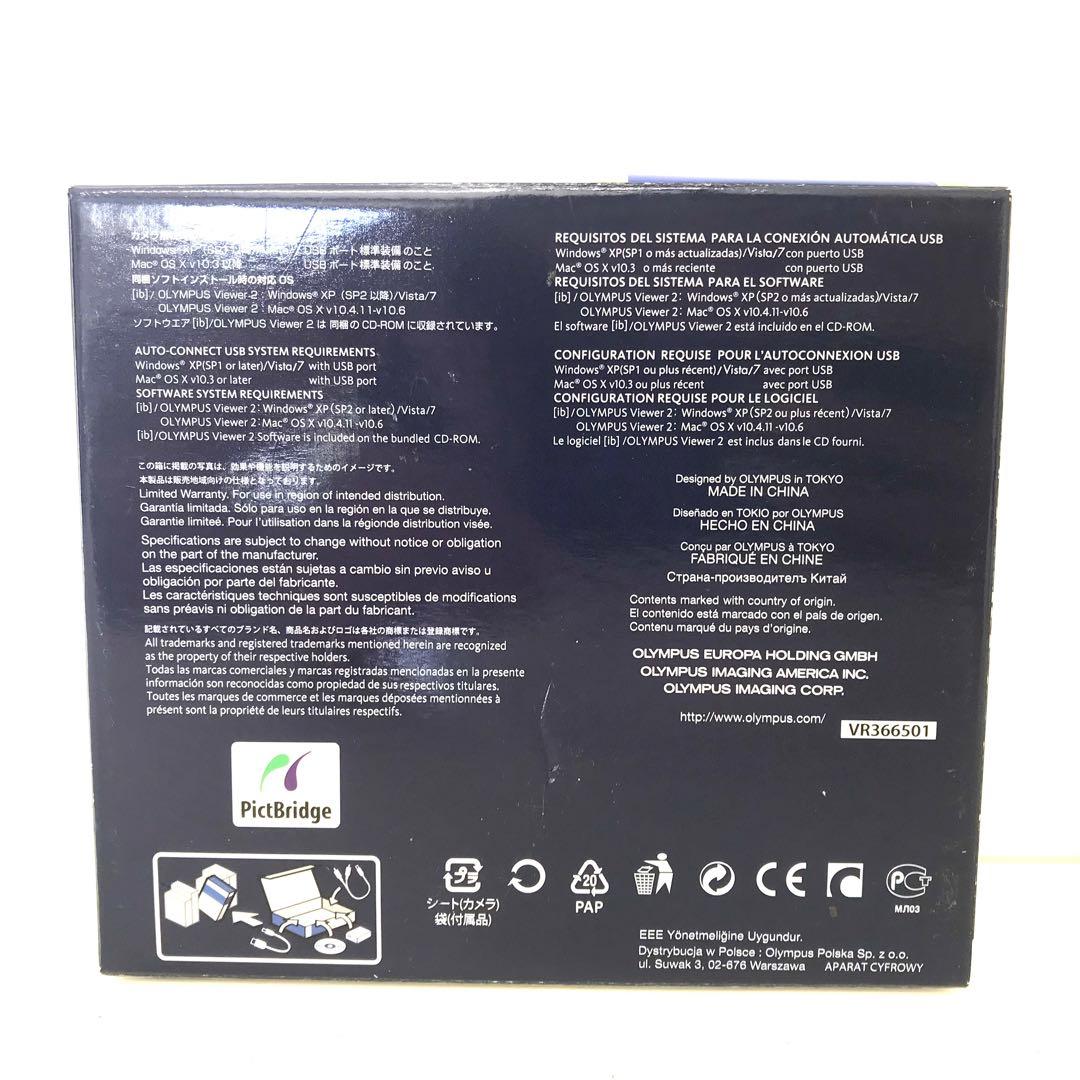 Windows® XP
USB ポート標準装備のこと
Mac® OS X v10.3以降 USB ポート標準装備のこと
同梱ソフトインストール時の対応 OS
[ib] / OLYMPUS Viewer 2 : Windows® XP (SP2 以降)/Vista/7
OLYMPUS Viewer 2 : Mac® OS X v10.4.11-v10.6
ソフトウエア [ib]/OLYMPUS Viewer 2 は 同梱の CD-ROM に収録されています。
AUTO-CONNECT USB SYSTEM REQUIREMENTS
Windows® XP(SP1 or later)/Vista/7 with USB port
Mac® OS X v10.3 or later with USB port
SOFTWARE SYSTEM REQUIREMENTS
[ib] / OLYMPUS Viewer 2: Windows® XP (SP2 or later) /Vista/7
OLYMPUS Viewer 2: Mac® OS X v10.4.11 -v10.6
[ib]/OLYMPUS Viewer 2 Software is included on the bundled CD-ROM.
この箱に掲載の写真は、効果や機能を説明するためのイメージです。
本製品は販売地域向けの仕様となっております。
Limited Warranty. For use in region of intended distribution.
Garantia limitada. Sólo para uso en la región en la que se distribuye.
Garantie limiteé. Pour l'utilisation dans la régionde distribution visée.
Specifications are subject to change without notice or obligation
on the part of the manufacturer.
Las especificaciones están sujetas a cambio sin previo aviso u
obligación por parte del fabricante.
Les caractéristiques techniques sont susceptibles de modifications
sans préavis ni obligation de la part du fabricant.
記載されているすべてのブランド名、商品名およびロゴは各社の商標または登録商標です。
All trademarks and registered trademarks mentioned herein are recognized
as the property of their respective holders.
Todas las marcas comerciales y marcas registradas mencionadas en la presente
información son reconocidas como propiedad de sus respectivos titulares.
Toutes les marques de commerce et les marques déposées mentionnées à
présent sont la propriété de leurs titulaires respectifs.
REQUISITOS DEL SISTEMA PARA LA CONEXIÓN AUTOMÁTICA USB
Windows® XP(SP1 o más actualizadas)/Vista/7 con puerto USB
Mac® OS X v10.3 o más reciente con puerto USB
REQUISITOS DEL SISTEMA PARA EL SOFTWARE
[ib] / OLYMPUS Viewer 2: Windows® XP(SP2 o más actualizadas)/Vista/7
OLYMPUS Viewer 2: Mac® OS X v10.4.11-v10.6
El software [ib]/OLYMPUS Viewer 2 está incluido en el CD-ROM.
CONFIGURATION REQUISE POUR L'AUTOCONNEXION USB
Windows® XP(SP1 ou plus récent) / Vista/7 avec port USB
Mac® OS X v10.3 ou plus récent avec port USB
CONFIGURATION REQUISE POUR LE LOGICIEL
[ib] / OLYMPUS Viewer 2: Windows® XP(SP2 ou plus récent) /Vista/7
OLYMPUS Viewer 2: Mac® OS X v10.4.11 -v10.6
Le logiciel [ib] /OLYMPUS Viewer 2 est inclus dans le CD fourni.
Designed by OLYMPUS in TOKYO
MADE IN CHINA
Diseñado en TOKIO por OLYMPUS
HECHO EN CHINA
Conçu par OLYMPUS à TOKYO
FABRIQUÉ EN CHINE
Страна-производителъ Китай
Contents marked with country of origin.
El contenido está marcado con el país de origen.
Contenu marqué du pays d'origine.
OLYMPUS EUROPA HOLDING GMBH
OLYMPUS IMAGING AMERICA INC.
OLYMPUS IMAGING CORP.
http://www.olympus.com/
VR366501
PictBridge
プラ
シート(カメラ)
袋(付属品)
20
PAP
CE
МЛ03
EEE Yönetmeliğine Uygundur.
Dystrybucja w Polsce : Olympus Polska Sp. z o.o.
ul. Suwak 3, 02-676 Warszawa APARAT CYFROWY